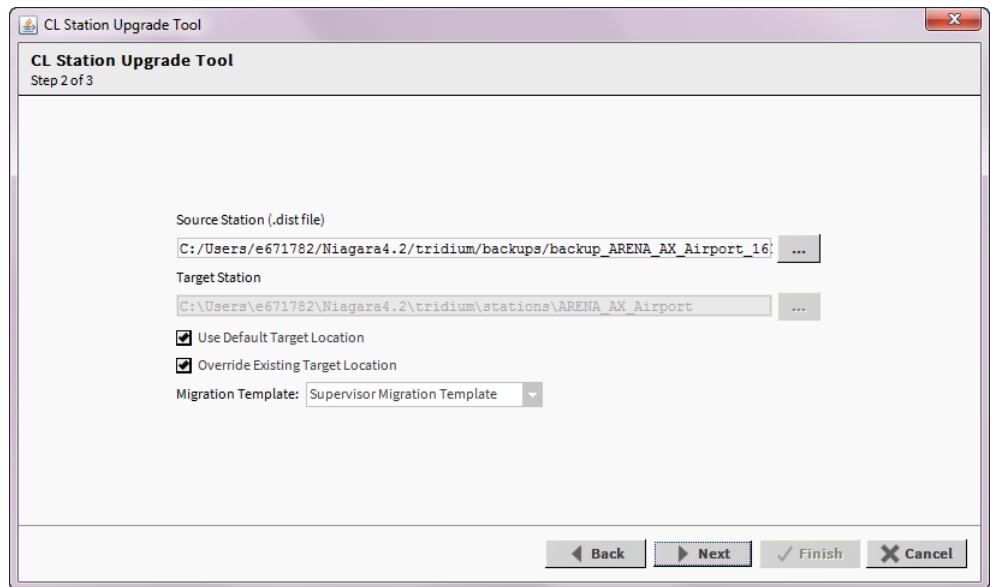 CL Station Upgrade Tool
CL Station Upgrade Tool
Step 2 of 3
Source Station (.dist file)
C:/Users/e671782/Niagara4.2/tridium/backups/backup_ARENA_AX_Airport_16
...
Target Station
C:\Users\e671782\Niagara4.2\tridium\stations\ARENA_AX_Airport
...
Use Default Target Location
Override Existing Target Location
Migration Template: Supervisor Migration Template
Back Next Finish Cancel